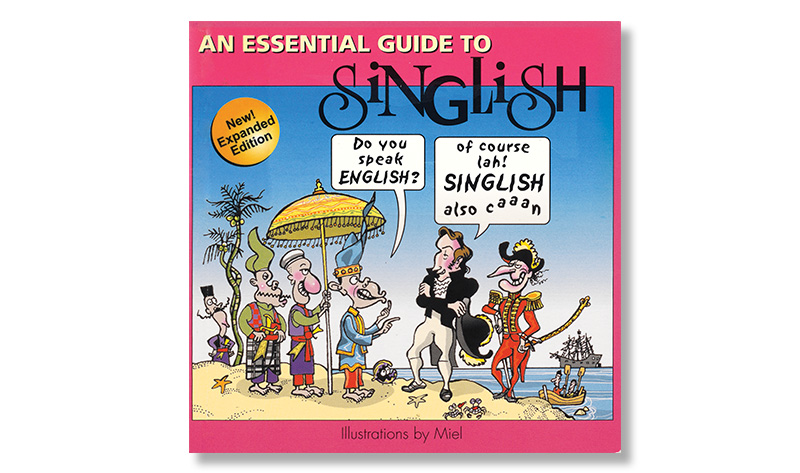 AN ESSENTIAL GUIDE TO
SiNGLiSH
New!
Expanded
Edition
Do you
speak
ENGLISH?
of course
lah!
SINGLISH
also caaan
Illustrations by Miel